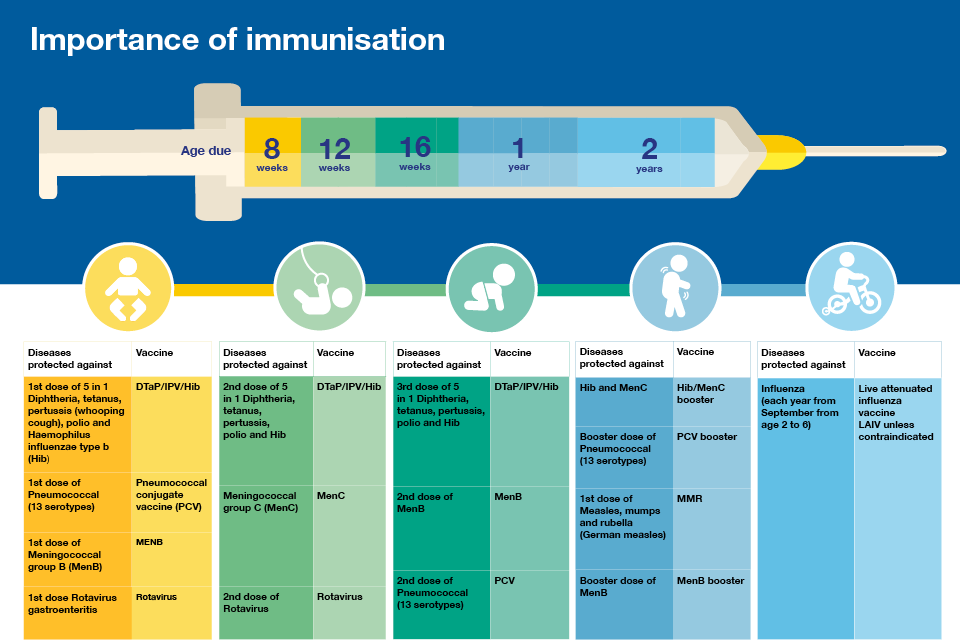 Importance of immunisation
Age due
8
weeks
12
weeks
16
weeks
1
year
2
years
Diseases
protected against
Vaccine
1st dose of 5 in 1
Diphtheria, tetanus,
pertussis (whooping
cough), polio and
Haemophilus
influenzae type b
(Hib)
DTaP/IPV/Hib
1st dose of
Pneumococcal
(13 serotypes)
Pneumococcal
conjugate
vaccine (PCV)
1st dose of
Meningococcal
group B (MenB)
MENB
1st dose Rotavirus
gastroenteritis
Rotavirus
Diseases
protected against
Vaccine
2nd dose of 5
in 1 Diphtheria,
tetanus,
pertussis,
polio and Hib
DTaP/IPV/Hib
Meningococcal
group C (MenC)
MenC
2nd dose of
Rotavirus
Rotavirus
Diseases
protected against
Vaccine
3rd dose of 5
in 1 Diphtheria,
tetanus, pertussis,
polio and Hib
DTaP/IPV/Hib
2nd dose of
MenB
MenB
2nd dose of
Pneumococcal
(13 serotypes)
PCV
Diseases
protected against
Vaccine
Hib and MenC
Hib/MenC
booster
Booster dose of
Pneumococcal
(13 serotypes)
PCV booster
1st dose of
Measles, mumps
and rubella
(German measles)
MMR
Booster dose of
MenB
MenB booster
Diseases
protected against
Vaccine
Influenza
(each year from
September from
age 2 to 6)
Live attenuated
influenza
vaccine
LAIV unless
contraindicated